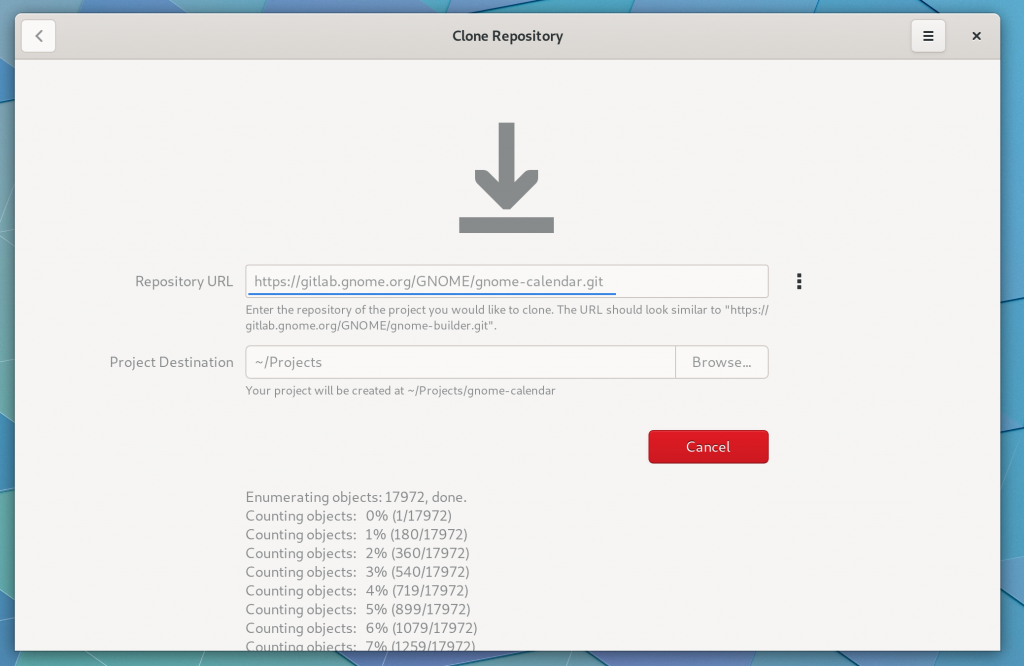 Clone Repository
Repository URL
https://gitlab.gnome.org/GNOME/gnome-calendar.git
Enter the repository of the project you would like to clone. The URL should look similar to "https://
gitlab.gnome.org/GNOME/gnome-builder.git".
Project Destination
~/Projects
Browse...
Your project will be created at ~/Projects/gnome-calendar
Cancel
Enumerating objects: 17972, done.
Counting objects:   0% (1/17972)
Counting objects:   1% (180/17972)
Counting objects:   2% (360/17972)
Counting objects:   3% (540/17972)
Counting objects:   4% (719/17972)
Counting objects:   5% (899/17972)
Counting objects:   6% (1079/17972)
Counting objects:   7% (1259/17972)